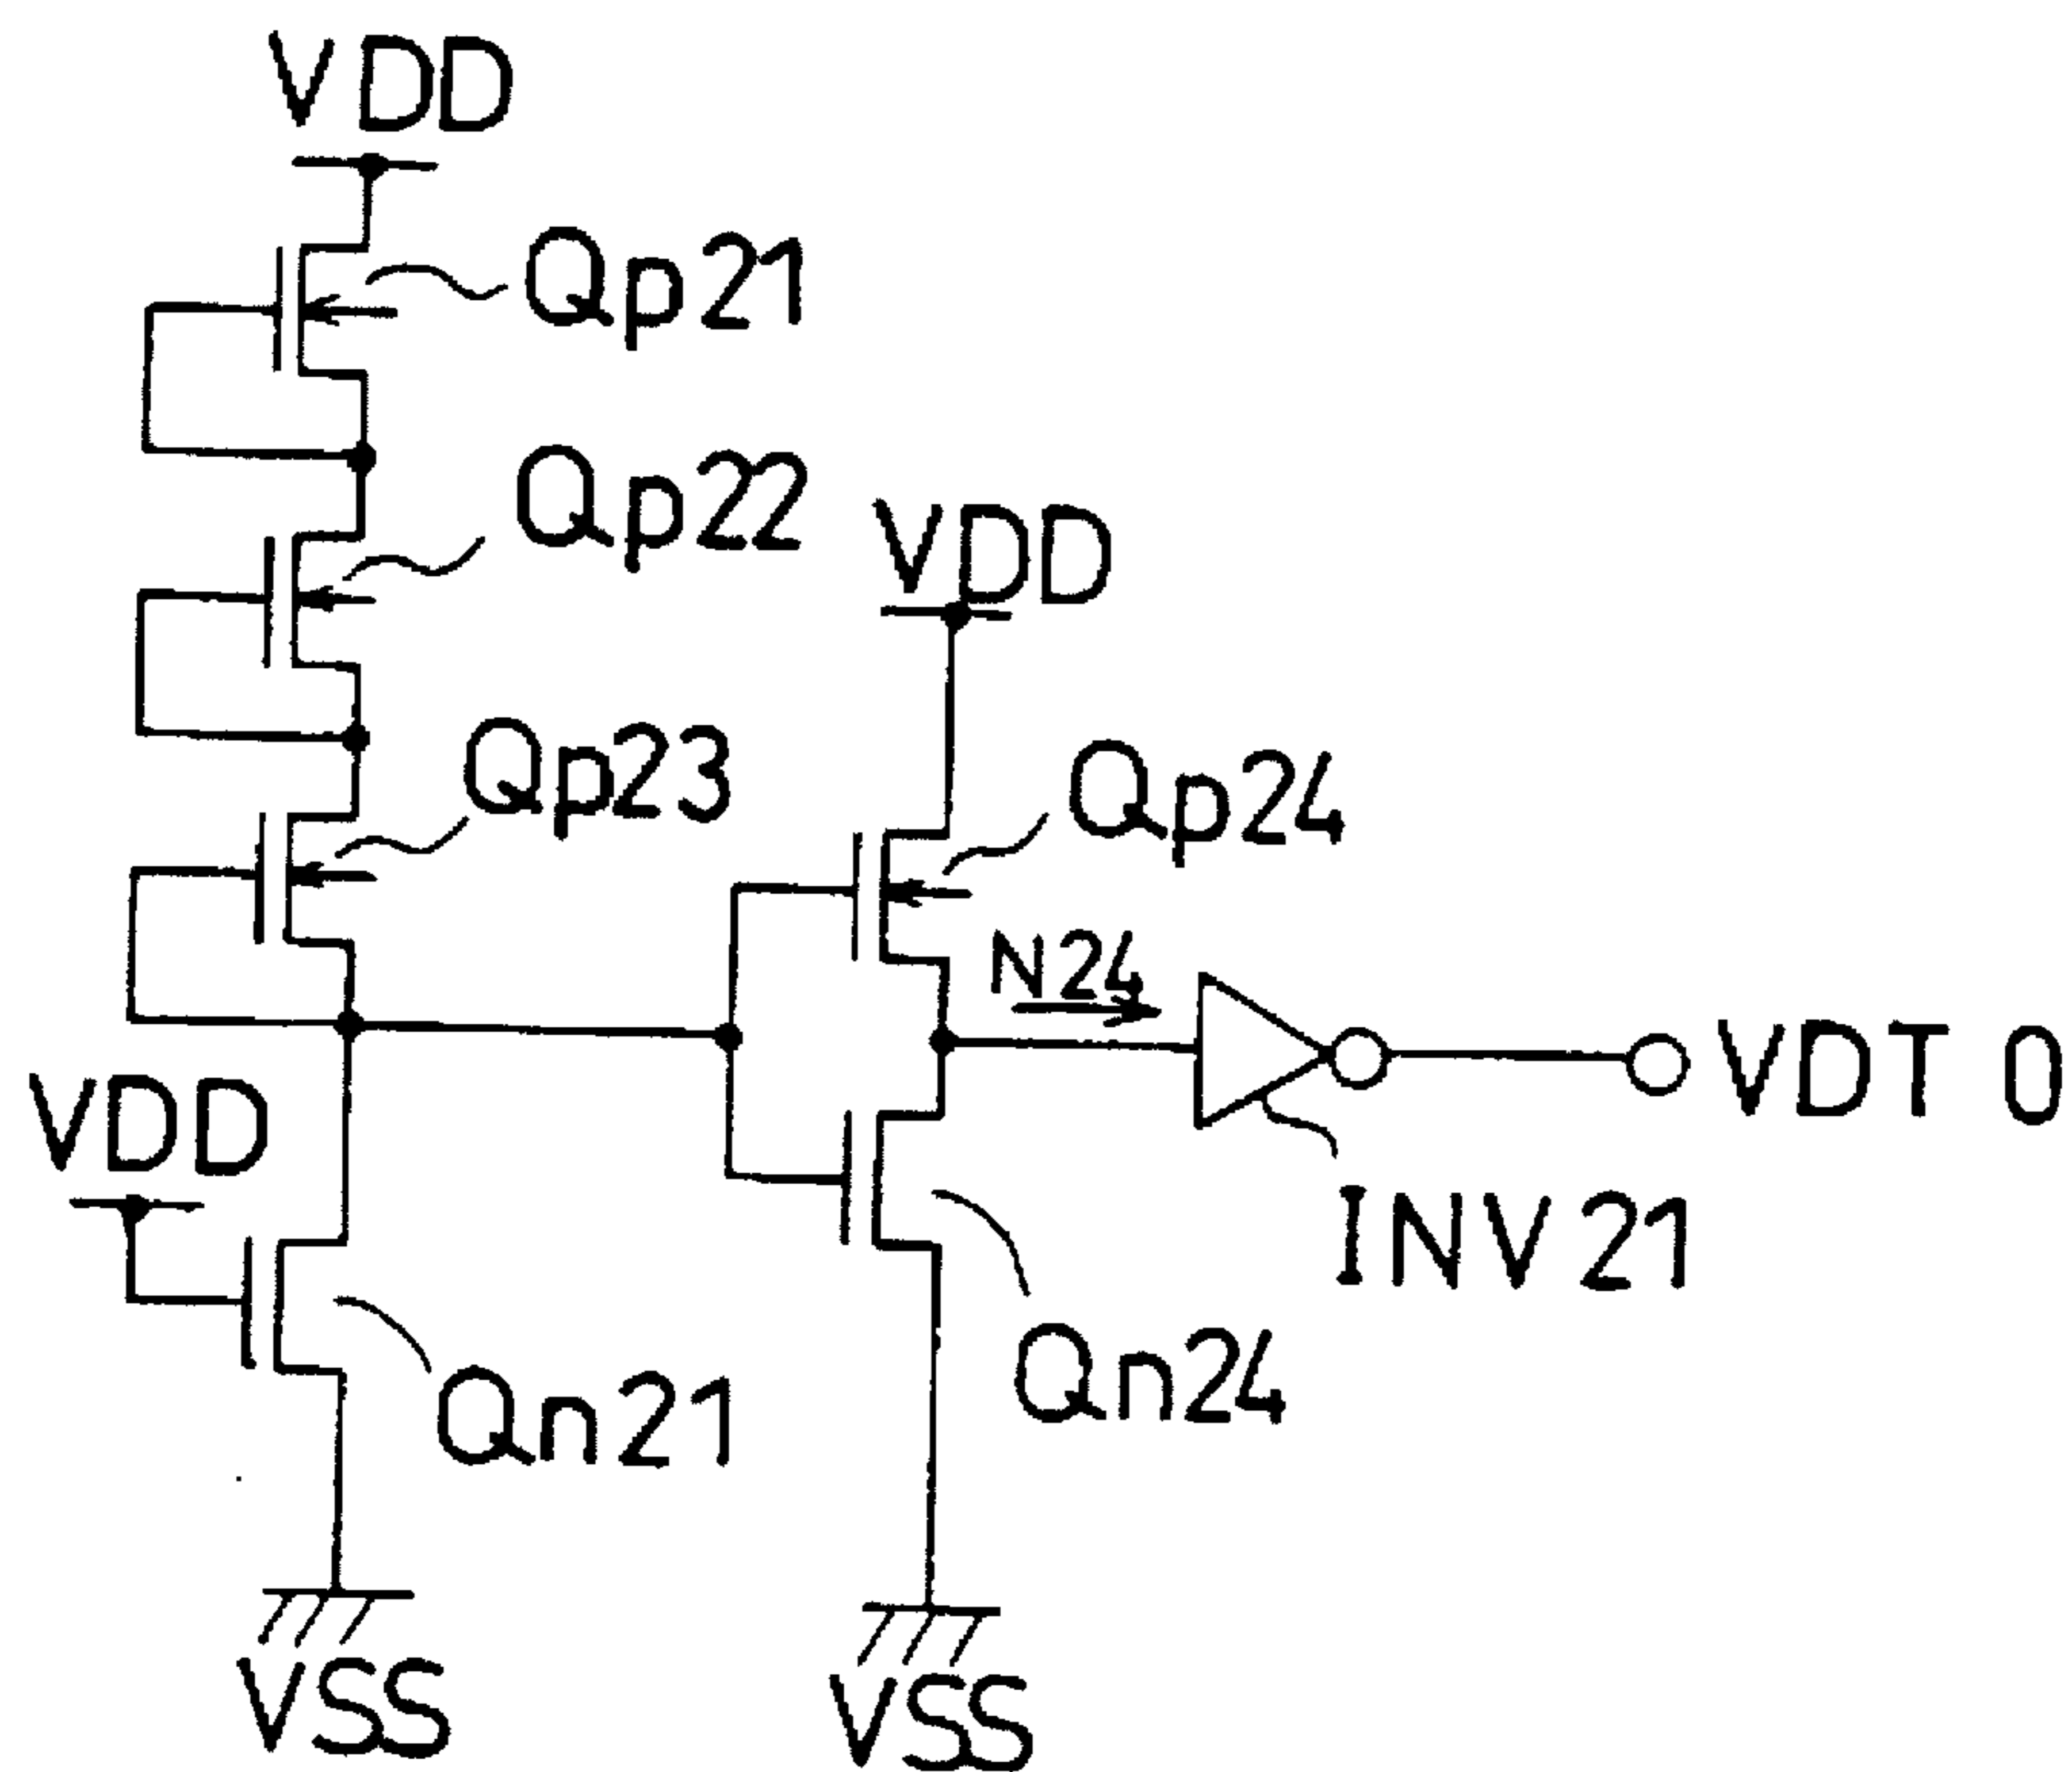 VDD
Qp21
Qp22
VDD
Qp23
Qp24
N24
VDT 0
VDD
INV21
Qn24
Qn21
VSS
VSS